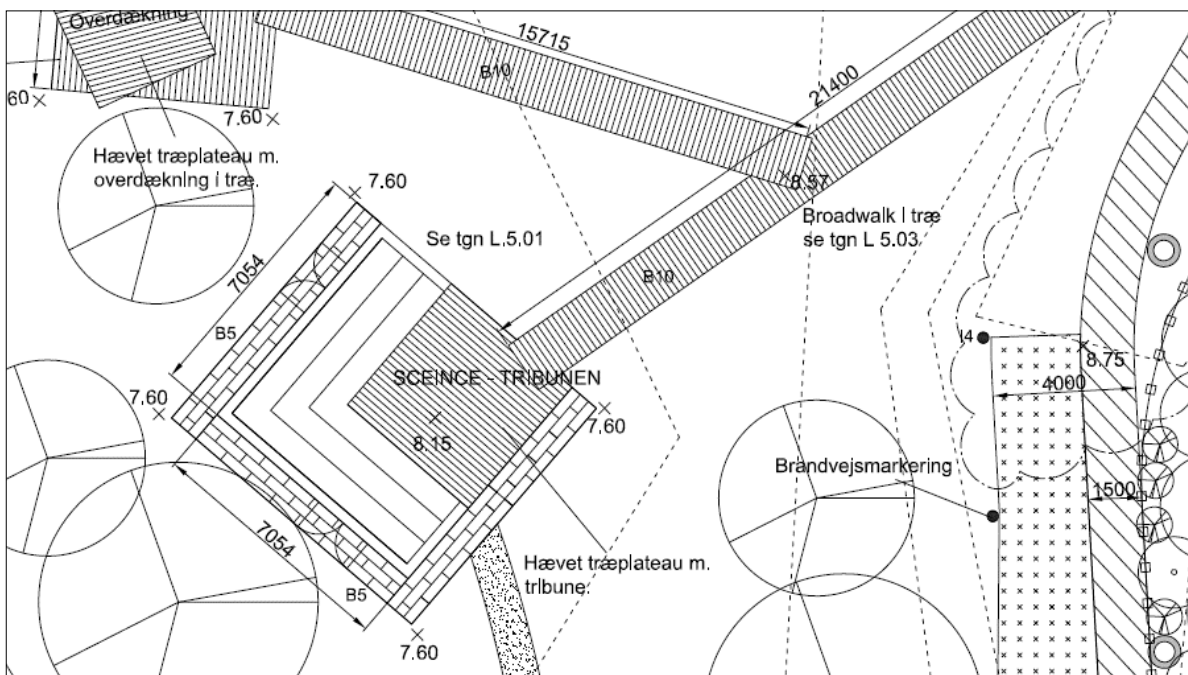 Overdækning
15715
B10
21400
60
7.60
Hævet træplateau m.
overdækning i træ.
7.60
8.57
Broadwalk I træ
se tgn L 5.03
Se tgn L.5.01
7054
B10
B5
I4
8.75
SCEINCE - TRIBUNEN
4000
7.60
7.60
8.15
Brandvejsmarkering
1500
7054
Hævet træplateau m.
tribune.
B5
7.60